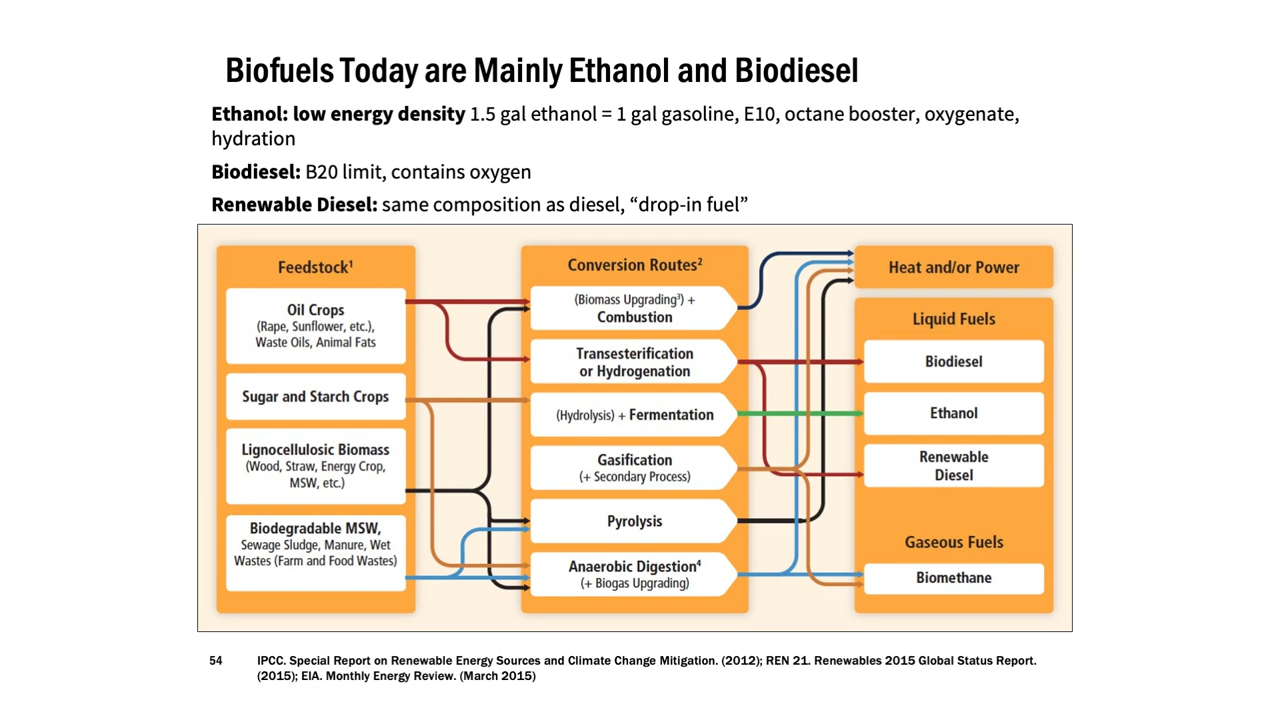 Biofuels Today are Mainly Ethanol and Biodiesel
Ethanol: low energy density 1.5 gal ethanol = 1 gal gasoline, E10, octane booster, oxygenate,
hydration
Biodiesel: B20 limit, contains oxygen
Renewable Diesel: same composition as diesel, “drop-in fuel”
Feedstock¹
Oil Crops
(Rape, Sunflower, etc.),
Waste Oils, Animal Fats
Sugar and Starch Crops
Lignocellulosic Biomass
(Wood, Straw, Energy Crop,
MSW, etc.)
Biodegradable MSW,
Sewage Sludge, Manure, Wet
Wastes (Farm and Food Wastes)
Conversion Routes²
(Biomass Upgrading³) +
Combustion
Transesterification
or Hydrogenation
(Hydrolysis) + Fermentation
Gasification
(+ Secondary Process)
Pyrolysis
Anaerobic Digestion⁴
(+ Biogas Upgrading)
Heat and/or Power
Liquid Fuels
Biodiesel
Ethanol
Renewable
Diesel
Gaseous Fuels
Biomethane
54
IPCC. Special Report on Renewable Energy Sources and Climate Change Mitigation. (2012); REN 21. Renewables 2015 Global Status Report.
(2015); EIA. Monthly Energy Review. (March 2015)